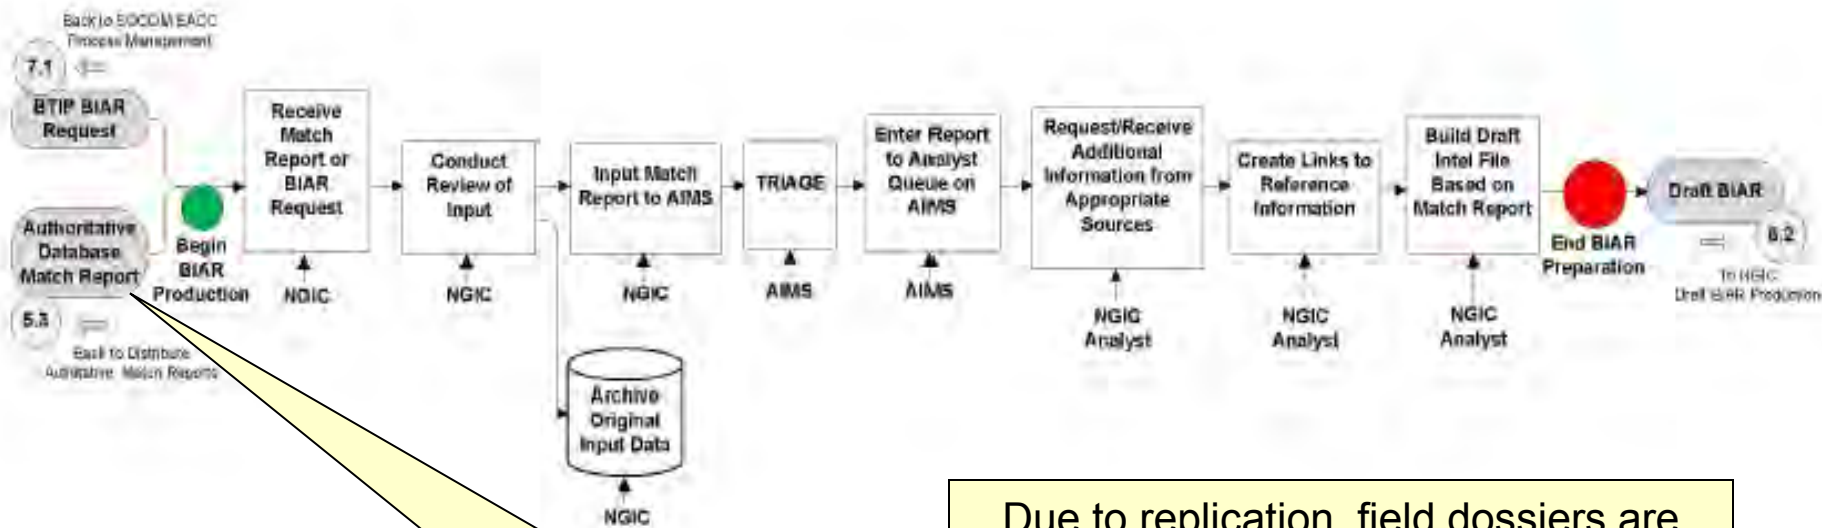 Back to SOCOM EACC
Process Management
7.1
BTIP BIAR
Request
Authoritative
Database
Match Report
5.3
Back to Distribute
Match Reports
Begin
BIAR
Production
Receive
Match
Report or
BIAR
Request
NGIC
Conduct
Review of
Input
NGIC
Archive
Original
Input Data
NGIC
Input Match
Report to AIMS
NGIC
TRIAGE
AIMS
Enter Report
to Analyst
Queue on
AIMS
AIMS
Request/Receive
Additional
Information from
Appropriate
Sources
NGIC
Analyst
Create Links to
Reference
Information
NGIC
Analyst
Build Draft
Intel File
Based on
Match Report
NGIC
Analyst
End BIAR
Preparation
Draft BIAR
To NGIC
Draft BIAR Production
Due to replication, field dossiers are